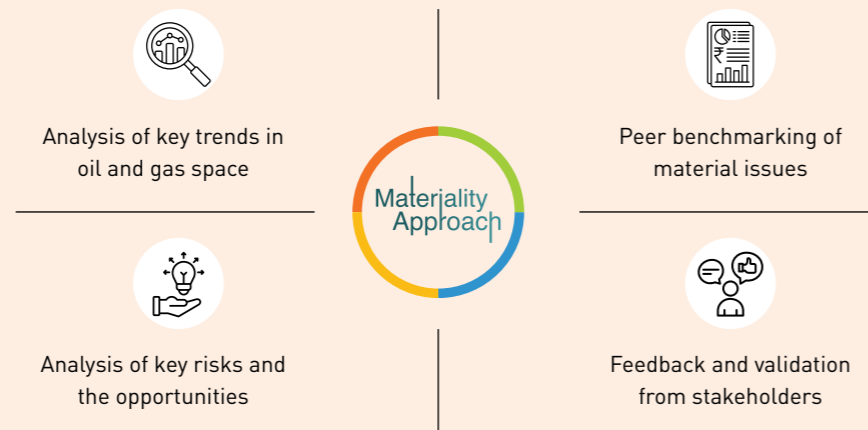 Analysis of key trends in
oil and gas space
Peer benchmarking of
material issues
Materiality
Approach
Analysis of key risks and
the opportunities
Feedback and validation
from stakeholders